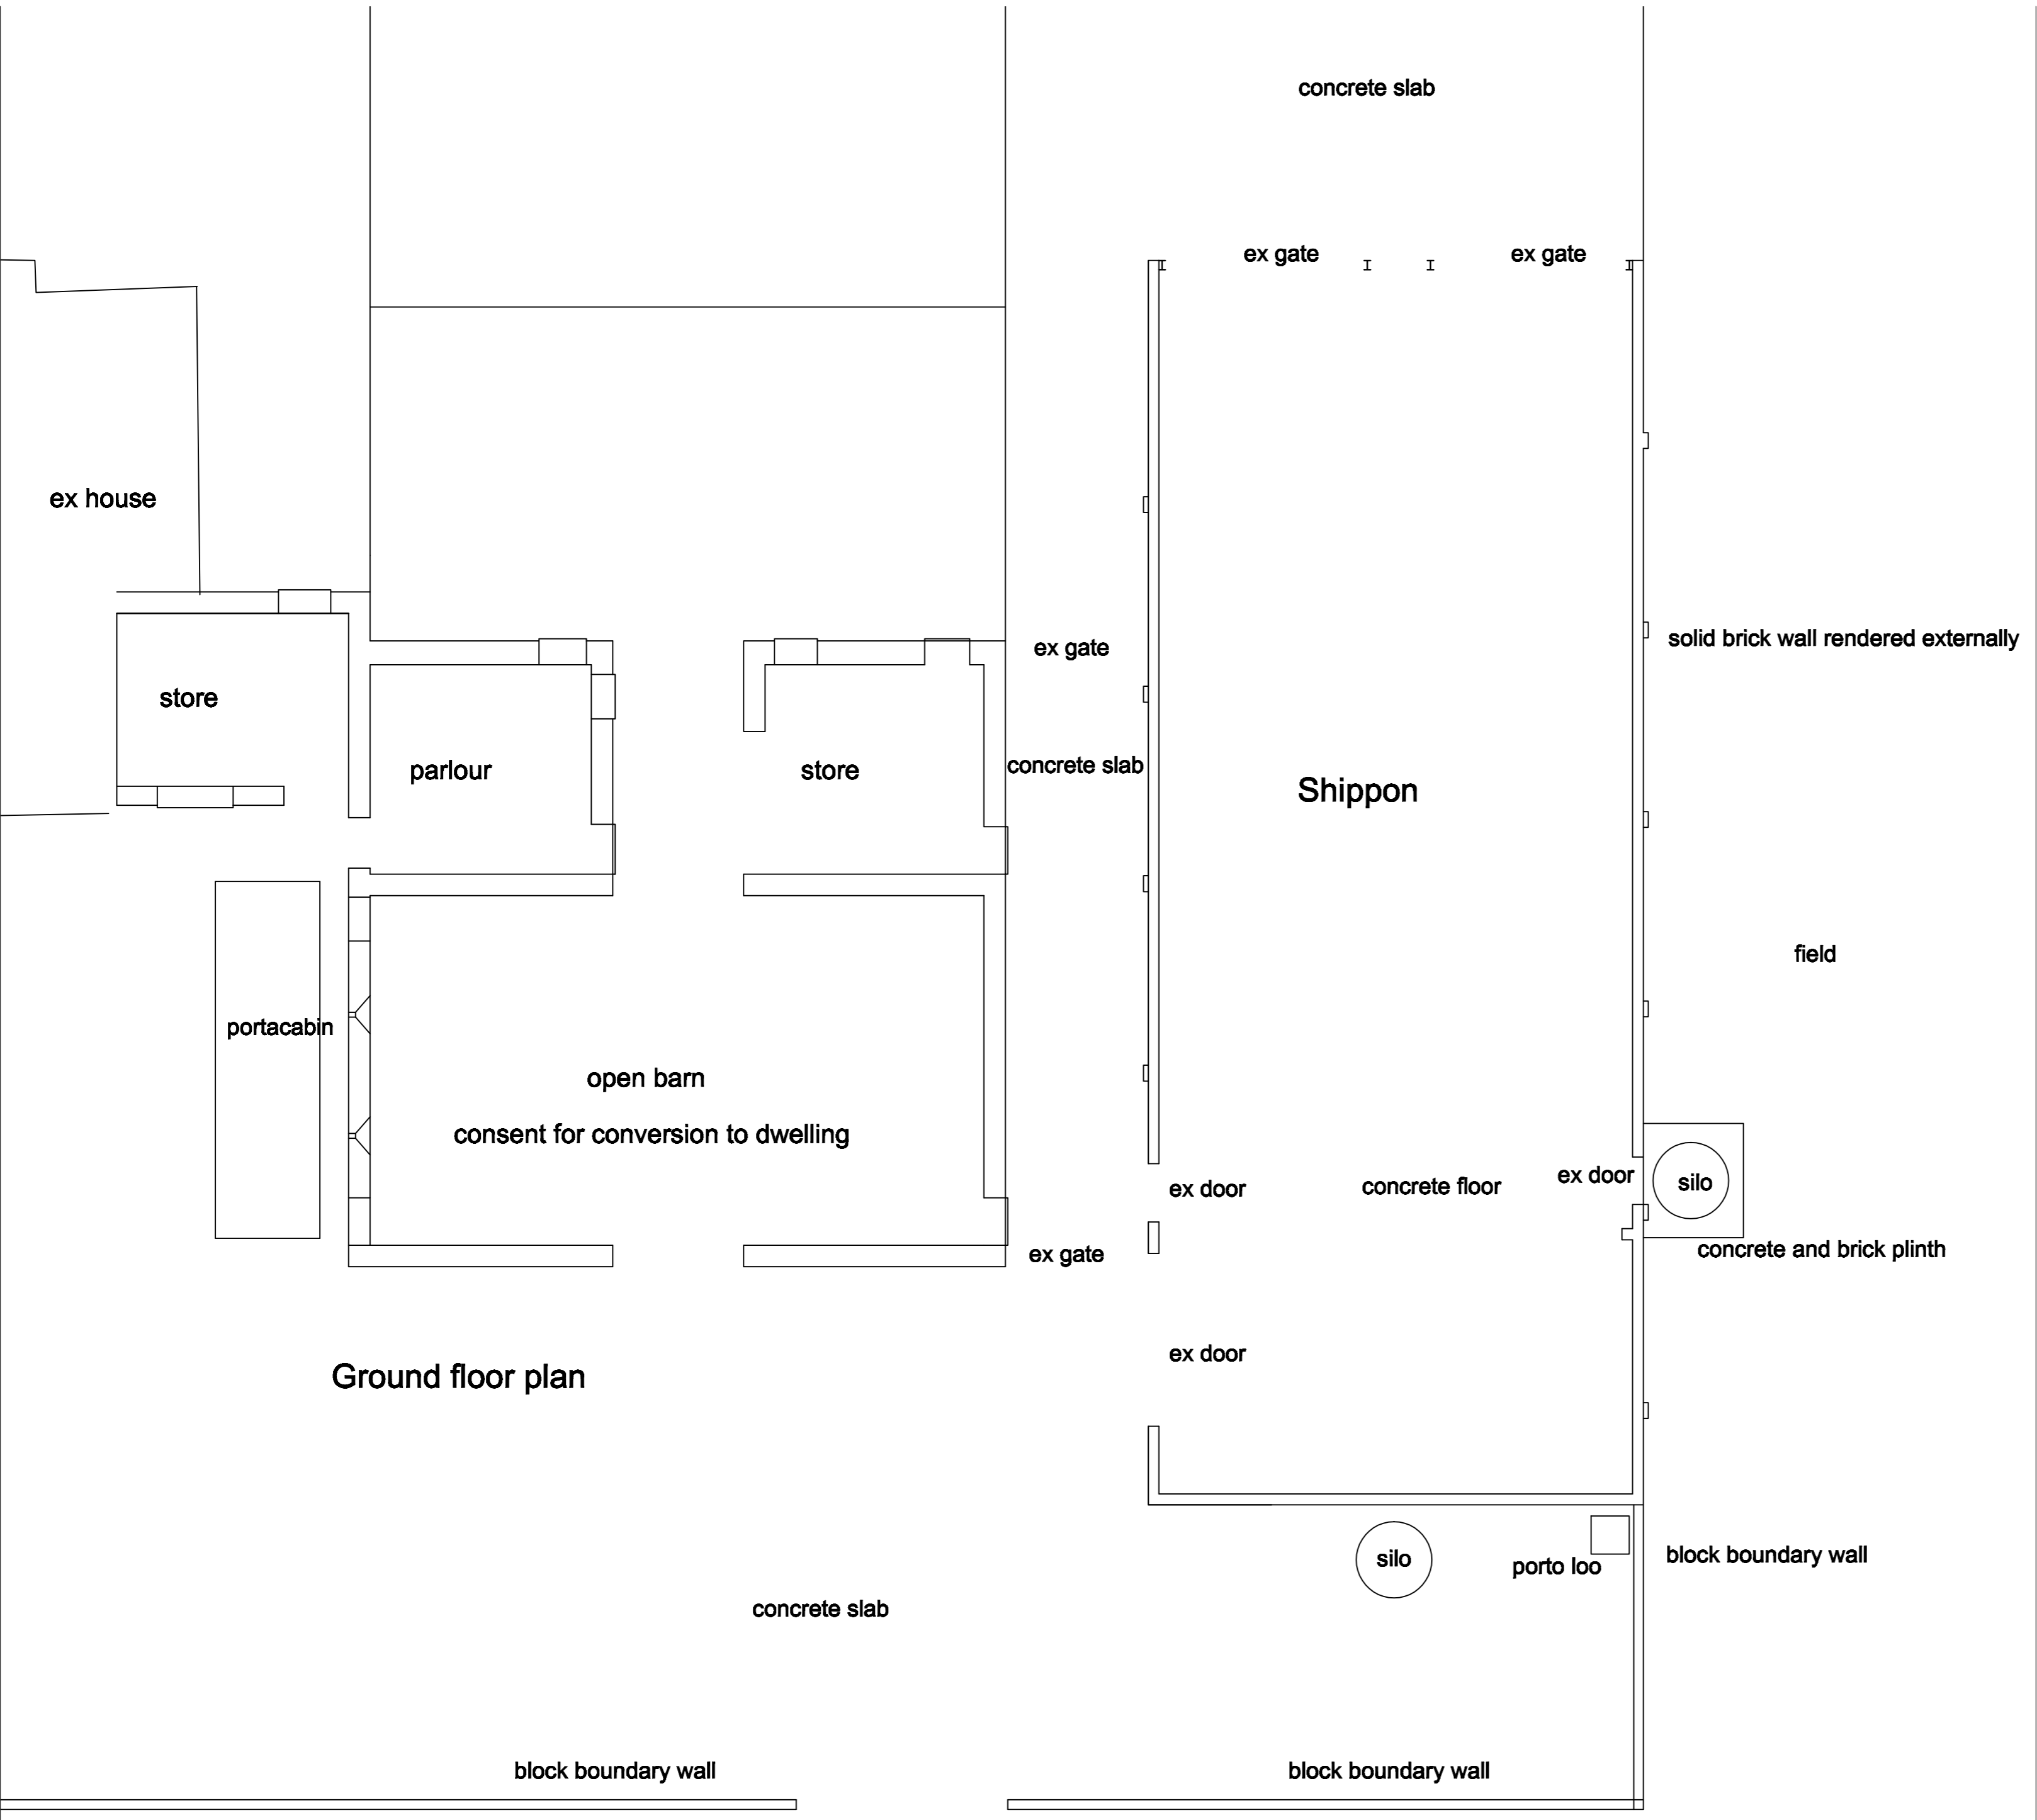 concrete slab
ex gate
ex gate
ex house
ex gate
solid brick wall rendered externally
store
parlour
store
concrete slab
Shippon
field
portacabin
open barn
consent for conversion to dwelling
ex door
concrete floor
ex door
silo
ex gate
concrete and brick plinth
ex door
Ground floor plan
silo
porto loo
block boundary wall
concrete slab
block boundary wall
block boundary wall